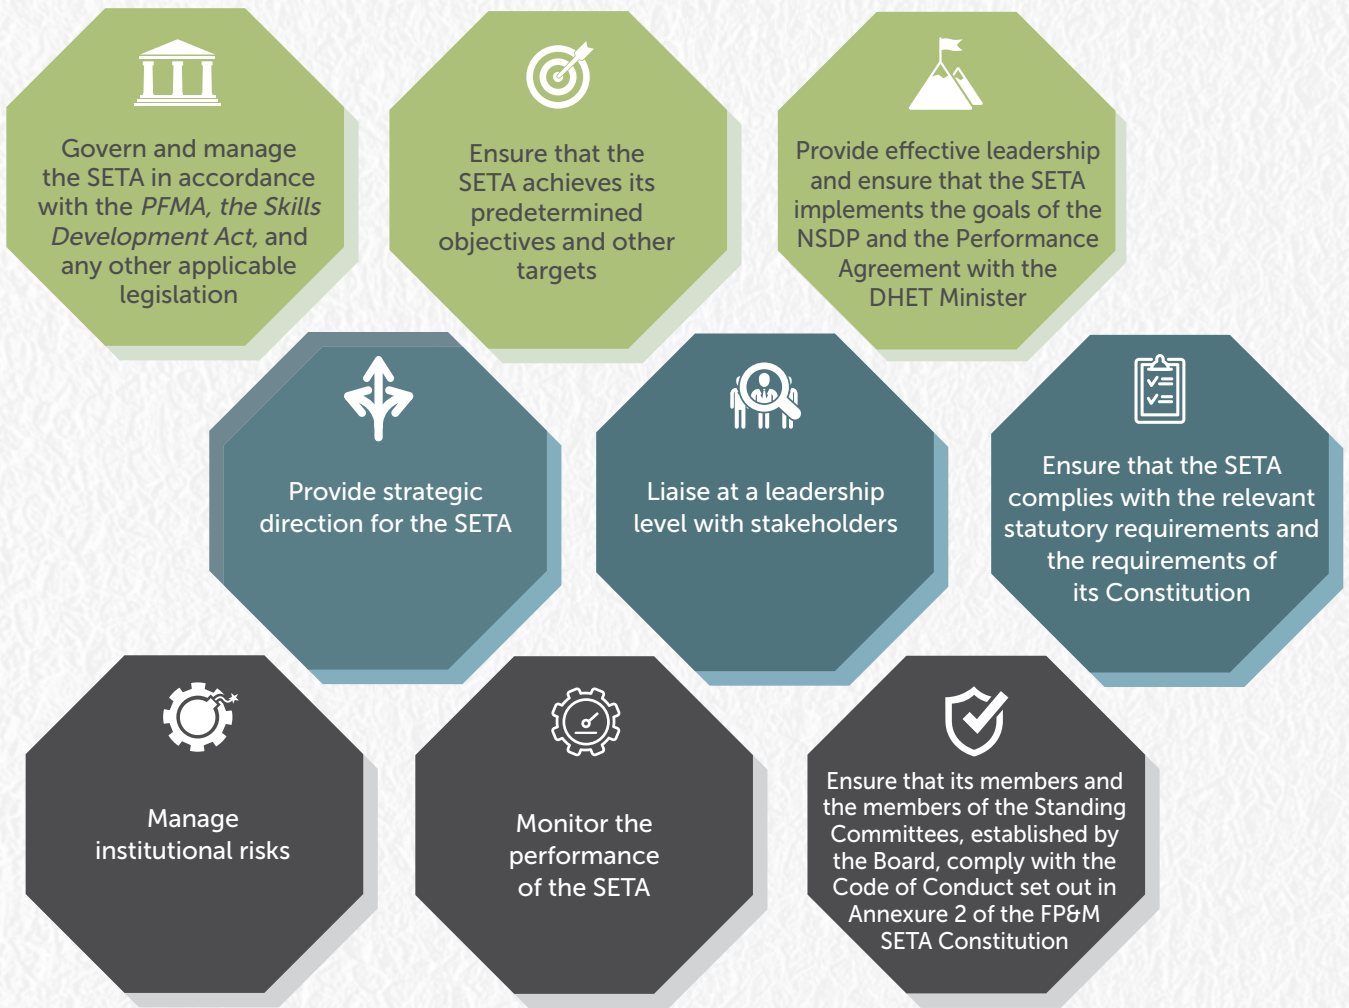 Govern and manage
the SETA in accordance
with the PFMA, the Skills
Development Act, and
any other applicable
legislation
Ensure that the
SETA achieves its
predetermined
objectives and other
targets
Provide effective leadership
and ensure that the SETA
implements the goals of the
NSDP and the Performance
Agreement with the
DHET Minister
Provide strategic
direction for the SETA
Liaise at a leadership
level with stakeholders
Ensure that the SETA
complies with the relevant
statutory requirements and
the requirements of
its Constitution
Manage
institutional risks
Monitor the
performance
of the SETA
Ensure that its members and
the members of the Standing
Committees, established by
the Board, comply with the
Code of Conduct set out in
Annexure 2 of the FP&M
SETA Constitution